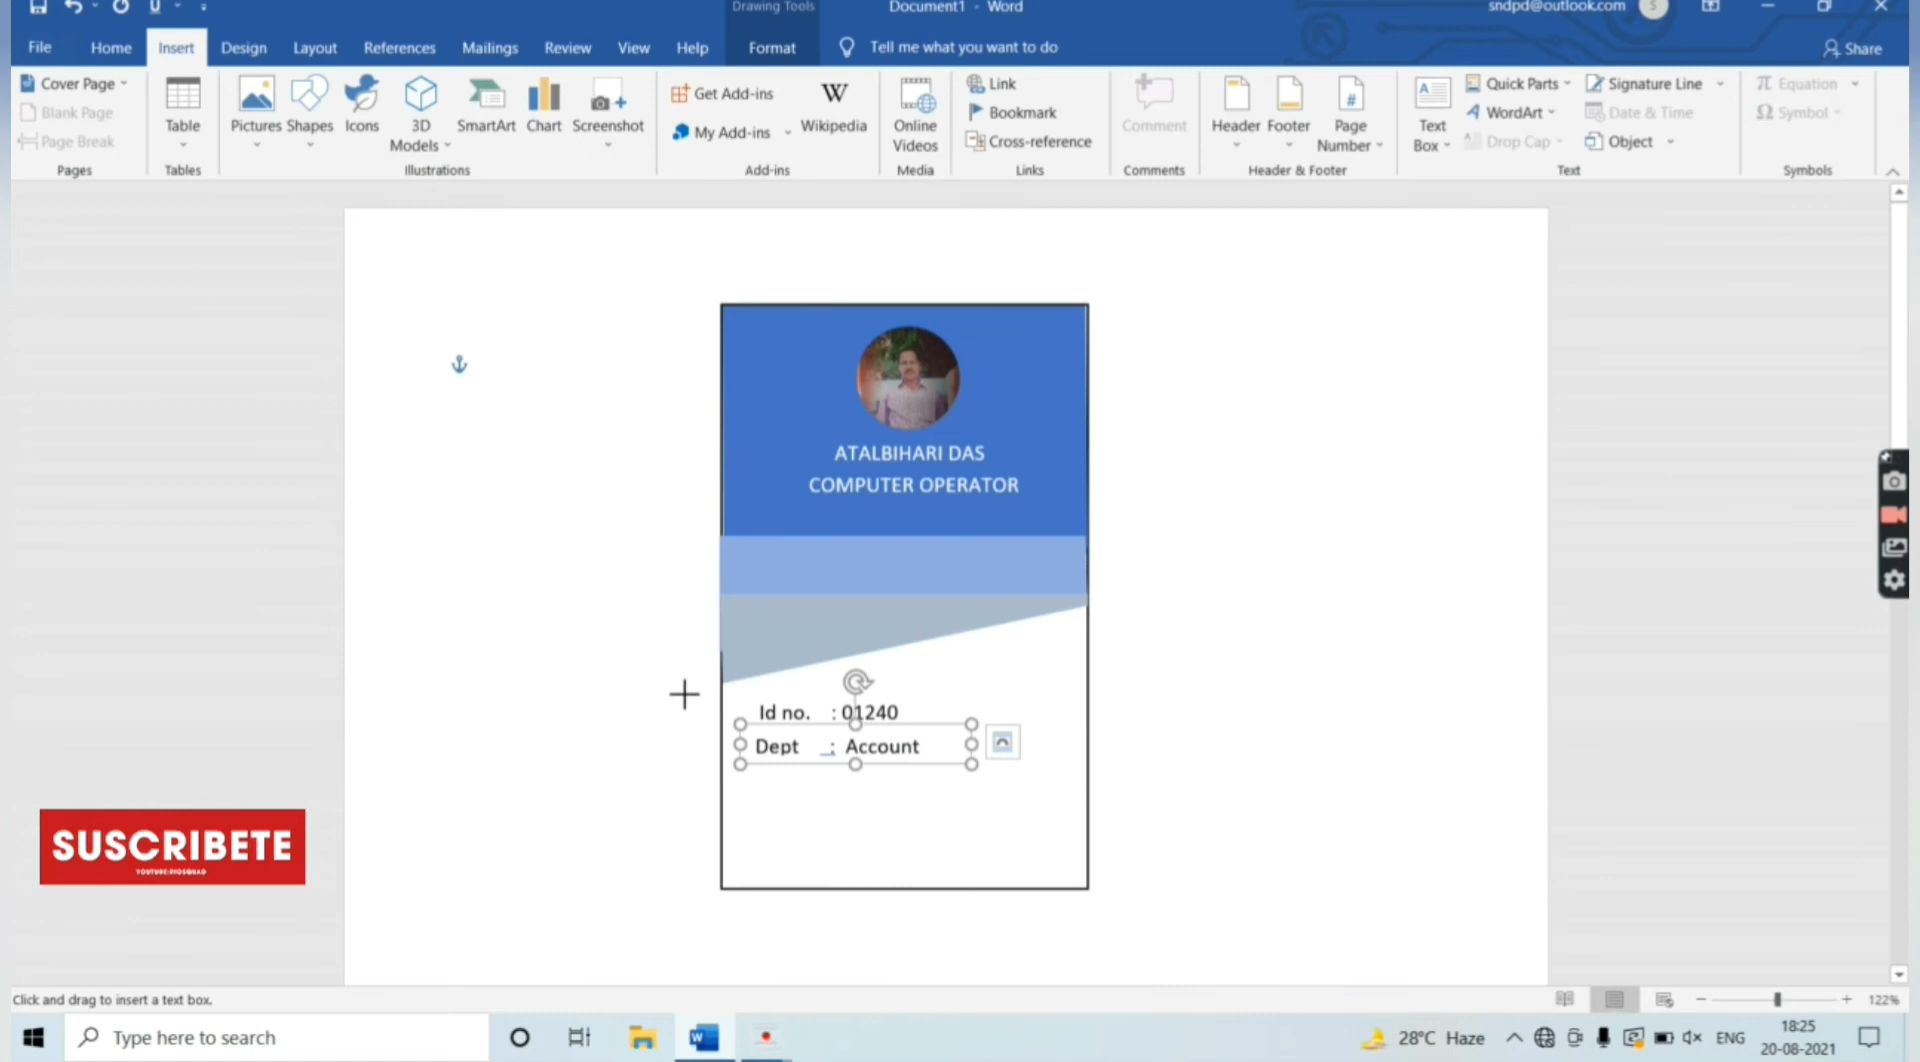 Drawing Tools
Document1 - Word
sndpd@outlook.com
S
File
Home
Insert
Design
Layout
References
Mailings
Review
View
Help
Format
Tell me what you want to do
Share
Cover Page
Blank Page
Page Break
Pages
Table
Tables
Pictures
Shapes
Icons
3D
Models
SmartArt
Chart
Screenshot
Illustrations
Get Add-ins
My Add-ins
W
Wikipedia
Add-ins
Online
Videos
Media
Link
Bookmark
Cross-reference
Links
Comment
Comments
Header
Footer
Page
Number
Header & Footer
Text
Box
Quick Parts
WordArt
Drop Cap
Signature Line
Date & Time
Object
Text
π Equation
Ω Symbol
Symbols
ATALBIHARI DAS
COMPUTER OPERATOR
Id no. : 01240
Dept : Account
SUSCRIBETE
YOUTUBE:RIOSQUAD
Click and drag to insert a text box.
122%
Type here to search
28°C Haze
ENG
18:25
20-08-2021